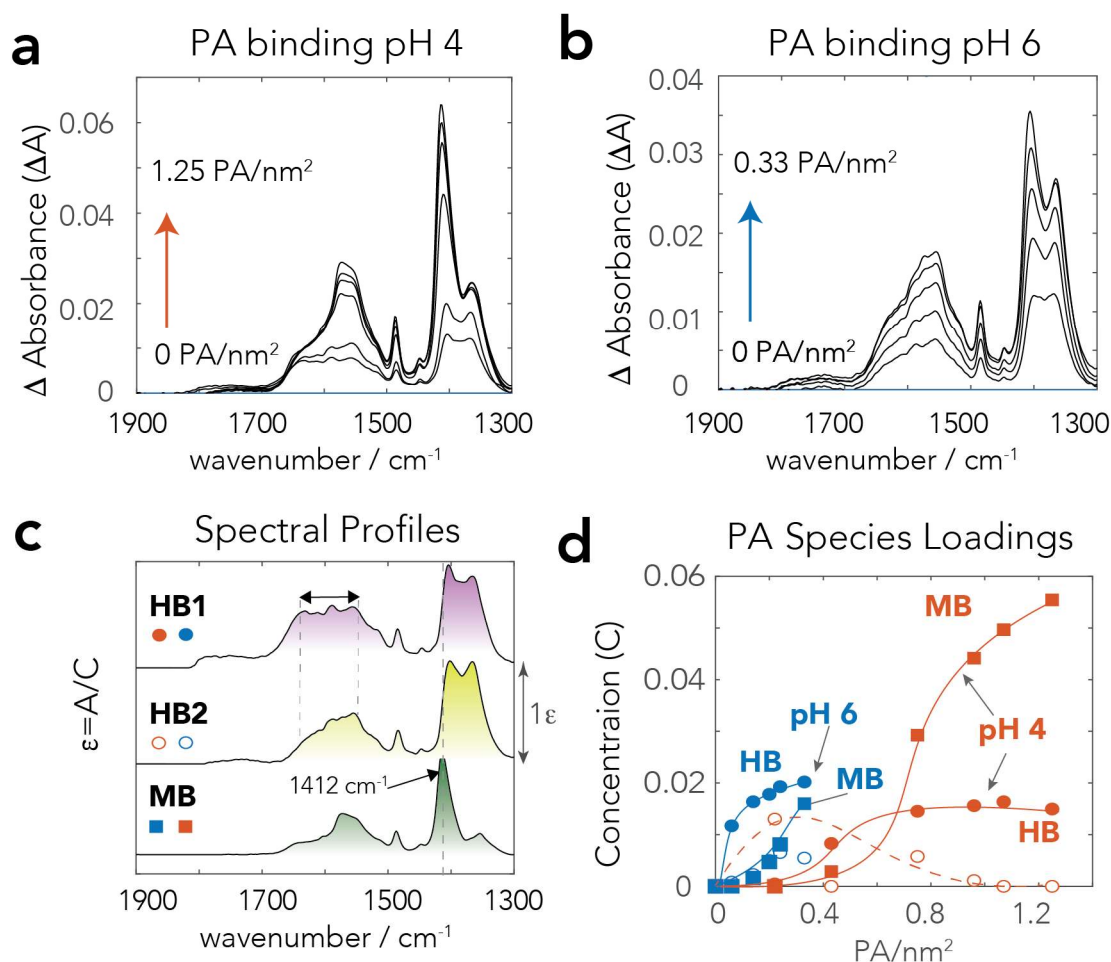 a
PA binding pH 4
Δ Absorbance (ΔA)
0.06
0.04
0.02
0
1.25 PA/nm²
0 PA/nm²
1900
1700
1500
1300
wavenumber / cm⁻¹
b
PA binding pH 6
Δ Absorbance (ΔA)
0.04
0.03
0.02
0.01
0
0.33 PA/nm²
0 PA/nm²
1900
1700
1500
1300
wavenumber / cm⁻¹
c
Spectral Profiles
ε=A/C
HB1
HB2
MB
1412 cm⁻¹
1ε
1900
1700
1500
1300
wavenumber / cm⁻¹
d
PA Species Loadings
Concentraion (C)
0.06
0.04
0.02
0
MB
pH 6
pH 4
HB
MB
HB
0
0.4
0.8
1.2
PA/nm²